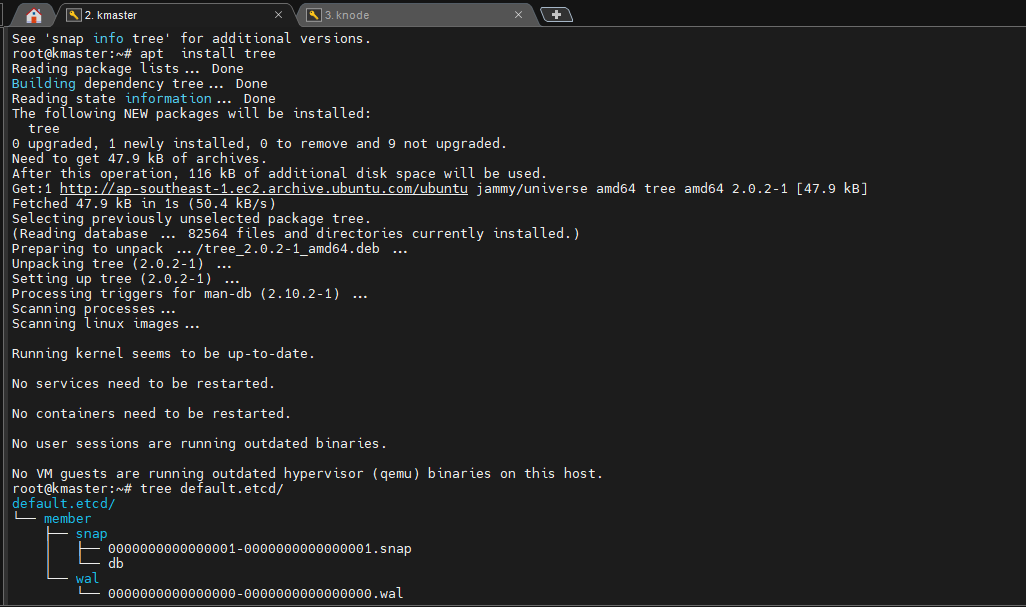 2. kmaster
3. knode
See 'snap info tree' for additional versions.
root@kmaster:~# apt  install tree
Reading package lists... Done
Building dependency tree... Done
Reading state information... Done
The following NEW packages will be installed:
  tree
0 upgraded, 1 newly installed, 0 to remove and 9 not upgraded.
Need to get 47.9 kB of archives.
After this operation, 116 kB of additional disk space will be used.
Get:1 http://ap-southeast-1.ec2.archive.ubuntu.com/ubuntu jammy/universe amd64 tree amd64 2.0.2-1 [47.9 kB]
Fetched 47.9 kB in 1s (50.4 kB/s)
Selecting previously unselected package tree.
(Reading database ... 82564 files and directories currently installed.)
Preparing to unpack .../tree_2.0.2-1_amd64.deb ...
Unpacking tree (2.0.2-1) ...
Setting up tree (2.0.2-1) ...
Processing triggers for man-db (2.10.2-1) ...
Scanning processes...
Scanning linux images...
Running kernel seems to be up-to-date.
No services need to be restarted.
No containers need to be restarted.
No user sessions are running outdated binaries.
No VM guests are running outdated hypervisor (qemu) binaries on this host.
root@kmaster:~# tree default.etcd/
default.etcd/
└── member
    ├── snap
    │   ├── 0000000000000001-0000000000000001.snap
    │   └── db
    └── wal
        └── 0000000000000000-0000000000000000.wal